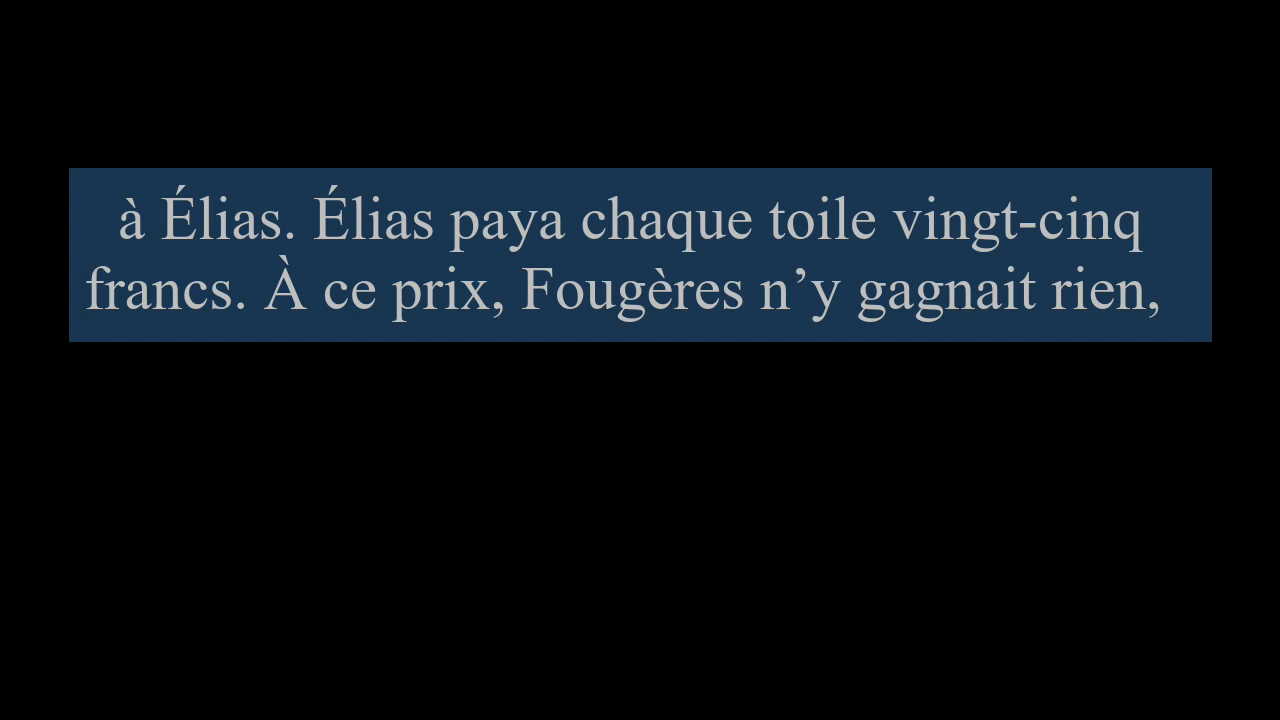 à Élias. Élias paya chaque toile vingt-cinq
francs. À ce prix, Fougères n’y gagnait rien,